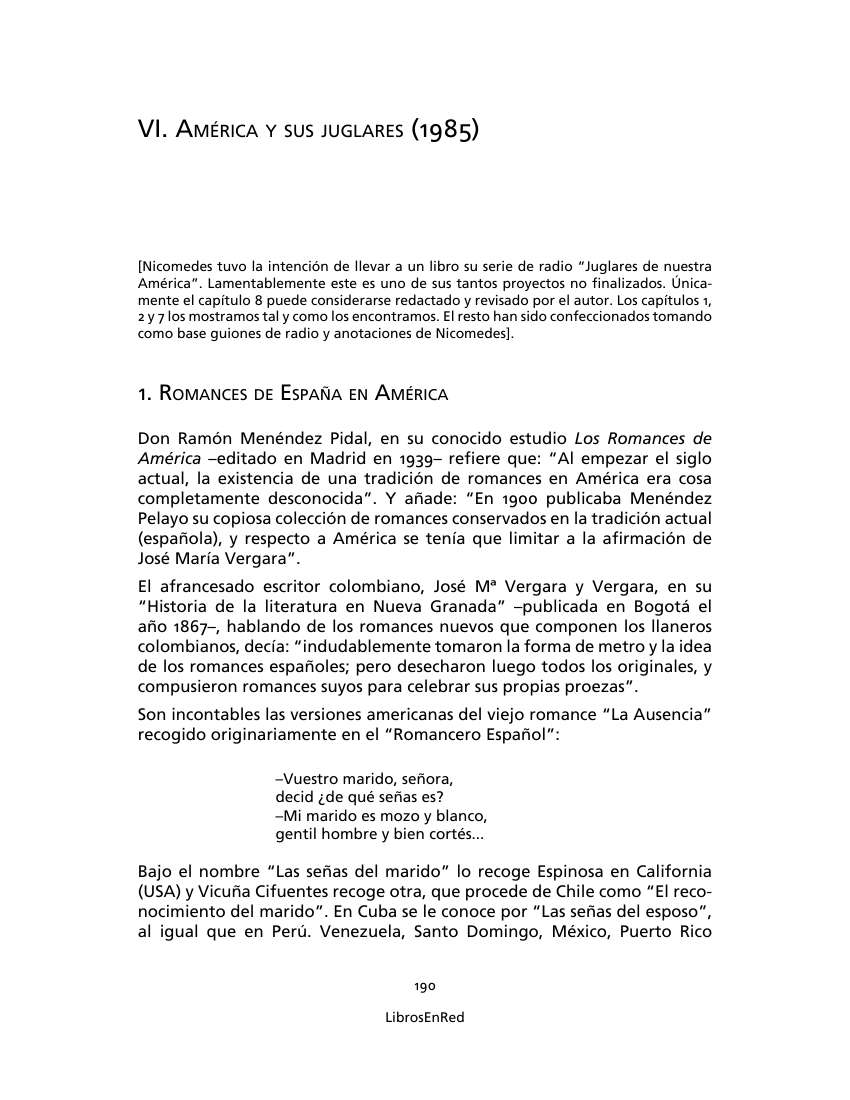 VI. América y sus juglares (1985)
[Nicomedes tuvo la intención de llevar a un libro su serie de radio “Juglares de nuestra
América”. Lamentablemente este es uno de sus tantos proyectos no finalizados. Única-
mente el capítulo 8 puede considerarse redactado y revisado por el autor. Los capítulos 1,
2 y 7 los mostramos tal y como los encontramos. El resto han sido confeccionados tomando
como base guiones de radio y anotaciones de Nicomedes].
1. Romances de España en América
Don Ramón Menéndez Pidal, en su conocido estudio Los Romances de
América –editado en Madrid en 1939– refiere que: “Al empezar el siglo
actual, la existencia de una tradición de romances en América era cosa
completamente desconocida”. Y añade: “En 1900 publicaba Menéndez
Pelayo su copiosa colección de romances conservados en la tradición actual
(española), y respecto a América se tenía que limitar a la afirmación de
José María Vergara”.
El afrancesado escritor colombiano, José Mª Vergara y Vergara, en su
“Historia de la literatura en Nueva Granada” –publicada en Bogotá el
año 1867–, hablando de los romances nuevos que componen los llaneros
colombianos, decía: “indudablemente tomaron la forma de metro y la idea
de los romances españoles; pero desecharon luego todos los originales, y
compusieron romances suyos para celebrar sus propias proezas”.
Son incontables las versiones americanas del viejo romance “La Ausencia”
recogido originariamente en el “Romancero Español”:
–Vuestro marido, señora,
decid ¿de qué señas es?
–Mi marido es mozo y blanco,
gentil hombre y bien cortés...
Bajo el nombre “Las señas del marido” lo recoge Espinosa en California
(USA) y Vicuña Cifuentes recoge otra, que procede de Chile como “El reco-
nocimiento del marido”. En Cuba se le conoce por “Las señas del esposo”,
al igual que en Perú. Venezuela, Santo Domingo, México, Puerto Rico
190
LibrosEnRed